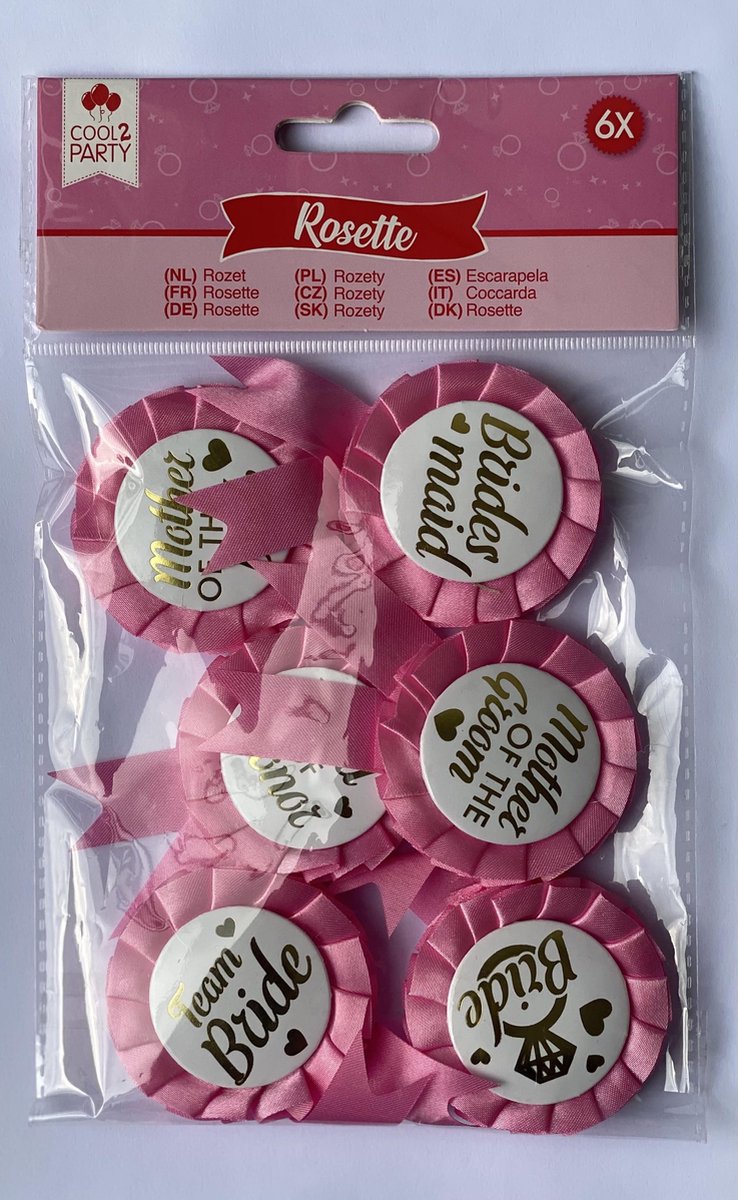 COOL2
PARTY
6X
Rosette
(NL) Rozet
(FR) Rosette
(DE) Rosette
(PL) Rozety
(CZ) Rozety
(SK) Rozety
(ES) Escarapela
(IT) Coccarda
(DK) Rosette
Mother
OF TH
Brides
maid
Mother
OF THE
Groom
Team
Bride
Bride